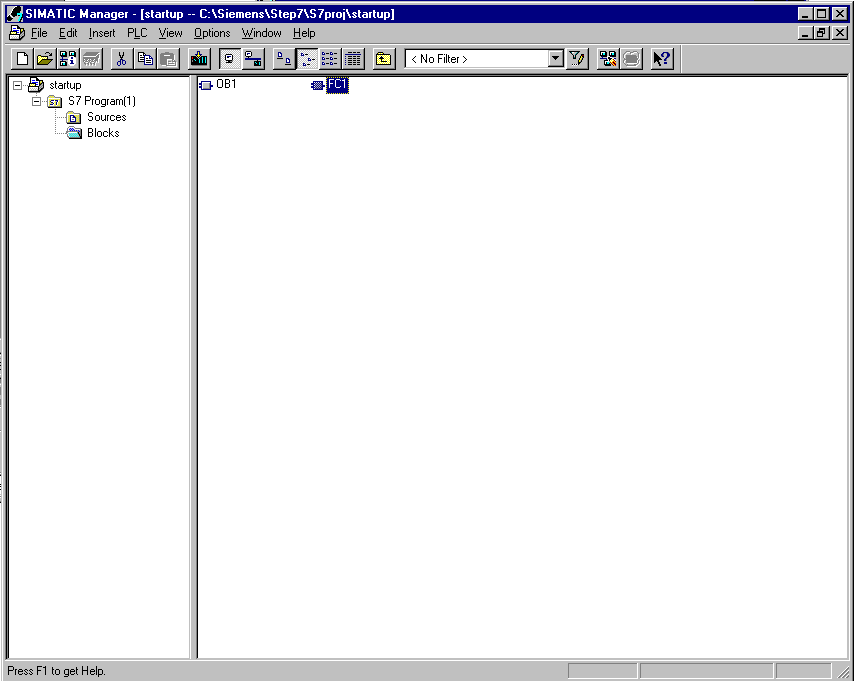 SIMATIC Manager - [startup -- C:\Siemens\Step7\S7proj\startup]
File Edit Insert PLC View Options Window Help
< No Filter >
startup
S7 Program(1)
Sources
Blocks
OB1 FC1
Press F1 to get Help.